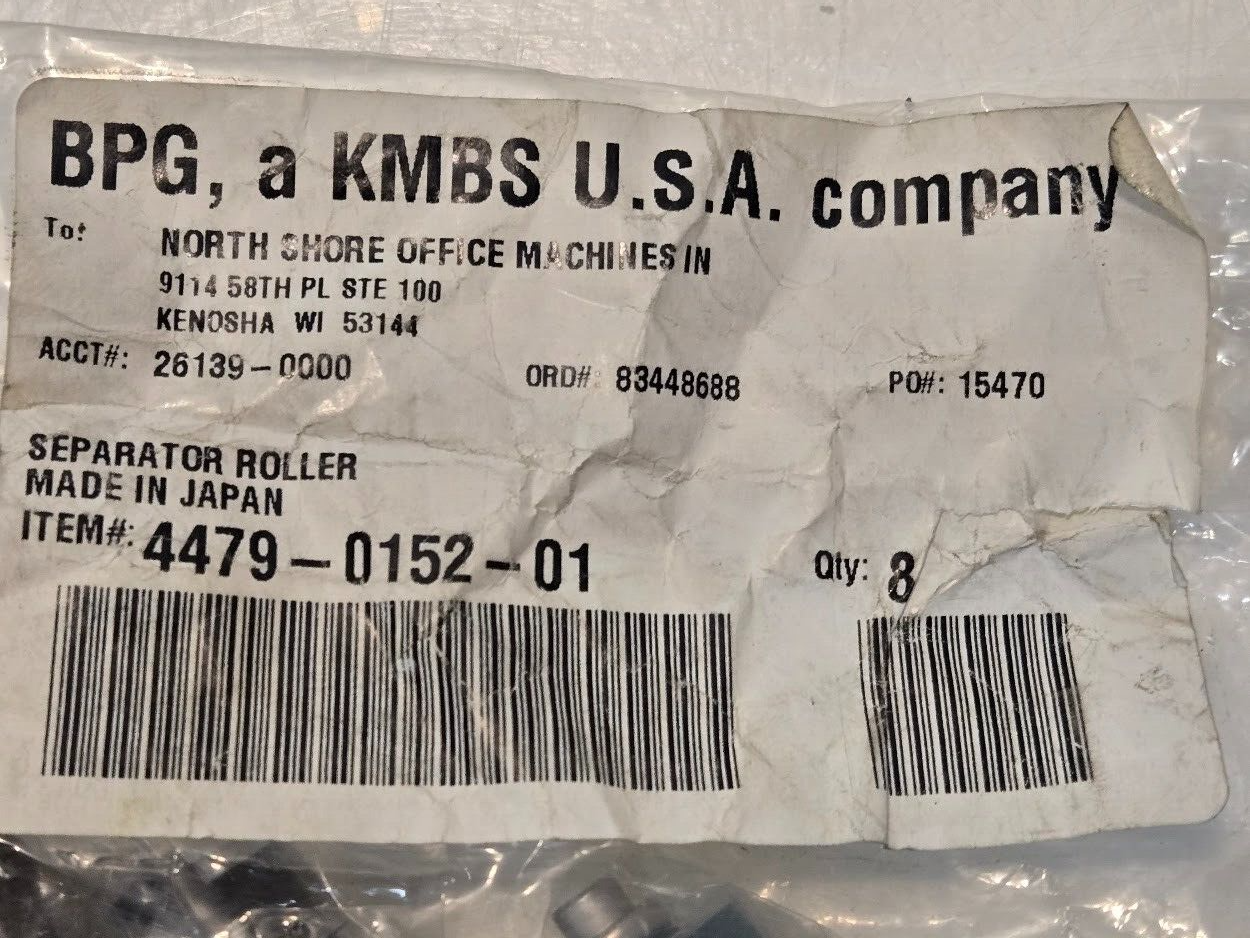 BPG, a KMBS U.S.A. company
To: NORTH SHORE OFFICE MACHINES IN
9114 58TH PL STE 100
KENOSHA WI 53144
ACCT#: 26139-0000 ORD#: 83448688 PO#: 15470
SEPARATOR ROLLER
MADE IN JAPAN
ITEM#: 4479-0152-01 Qty: 8